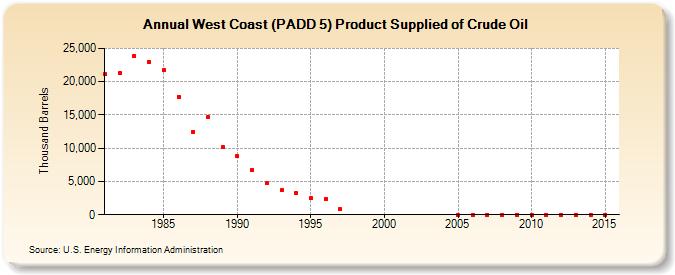 Annual West Coast (PADD 5) Product Supplied of Crude Oil
Thousand Barrels
25,000
20,000
15,000
10,000
5,000
0
1985 1990 1995 2000 2005 2010 2015
Source: U.S. Energy Information Administration